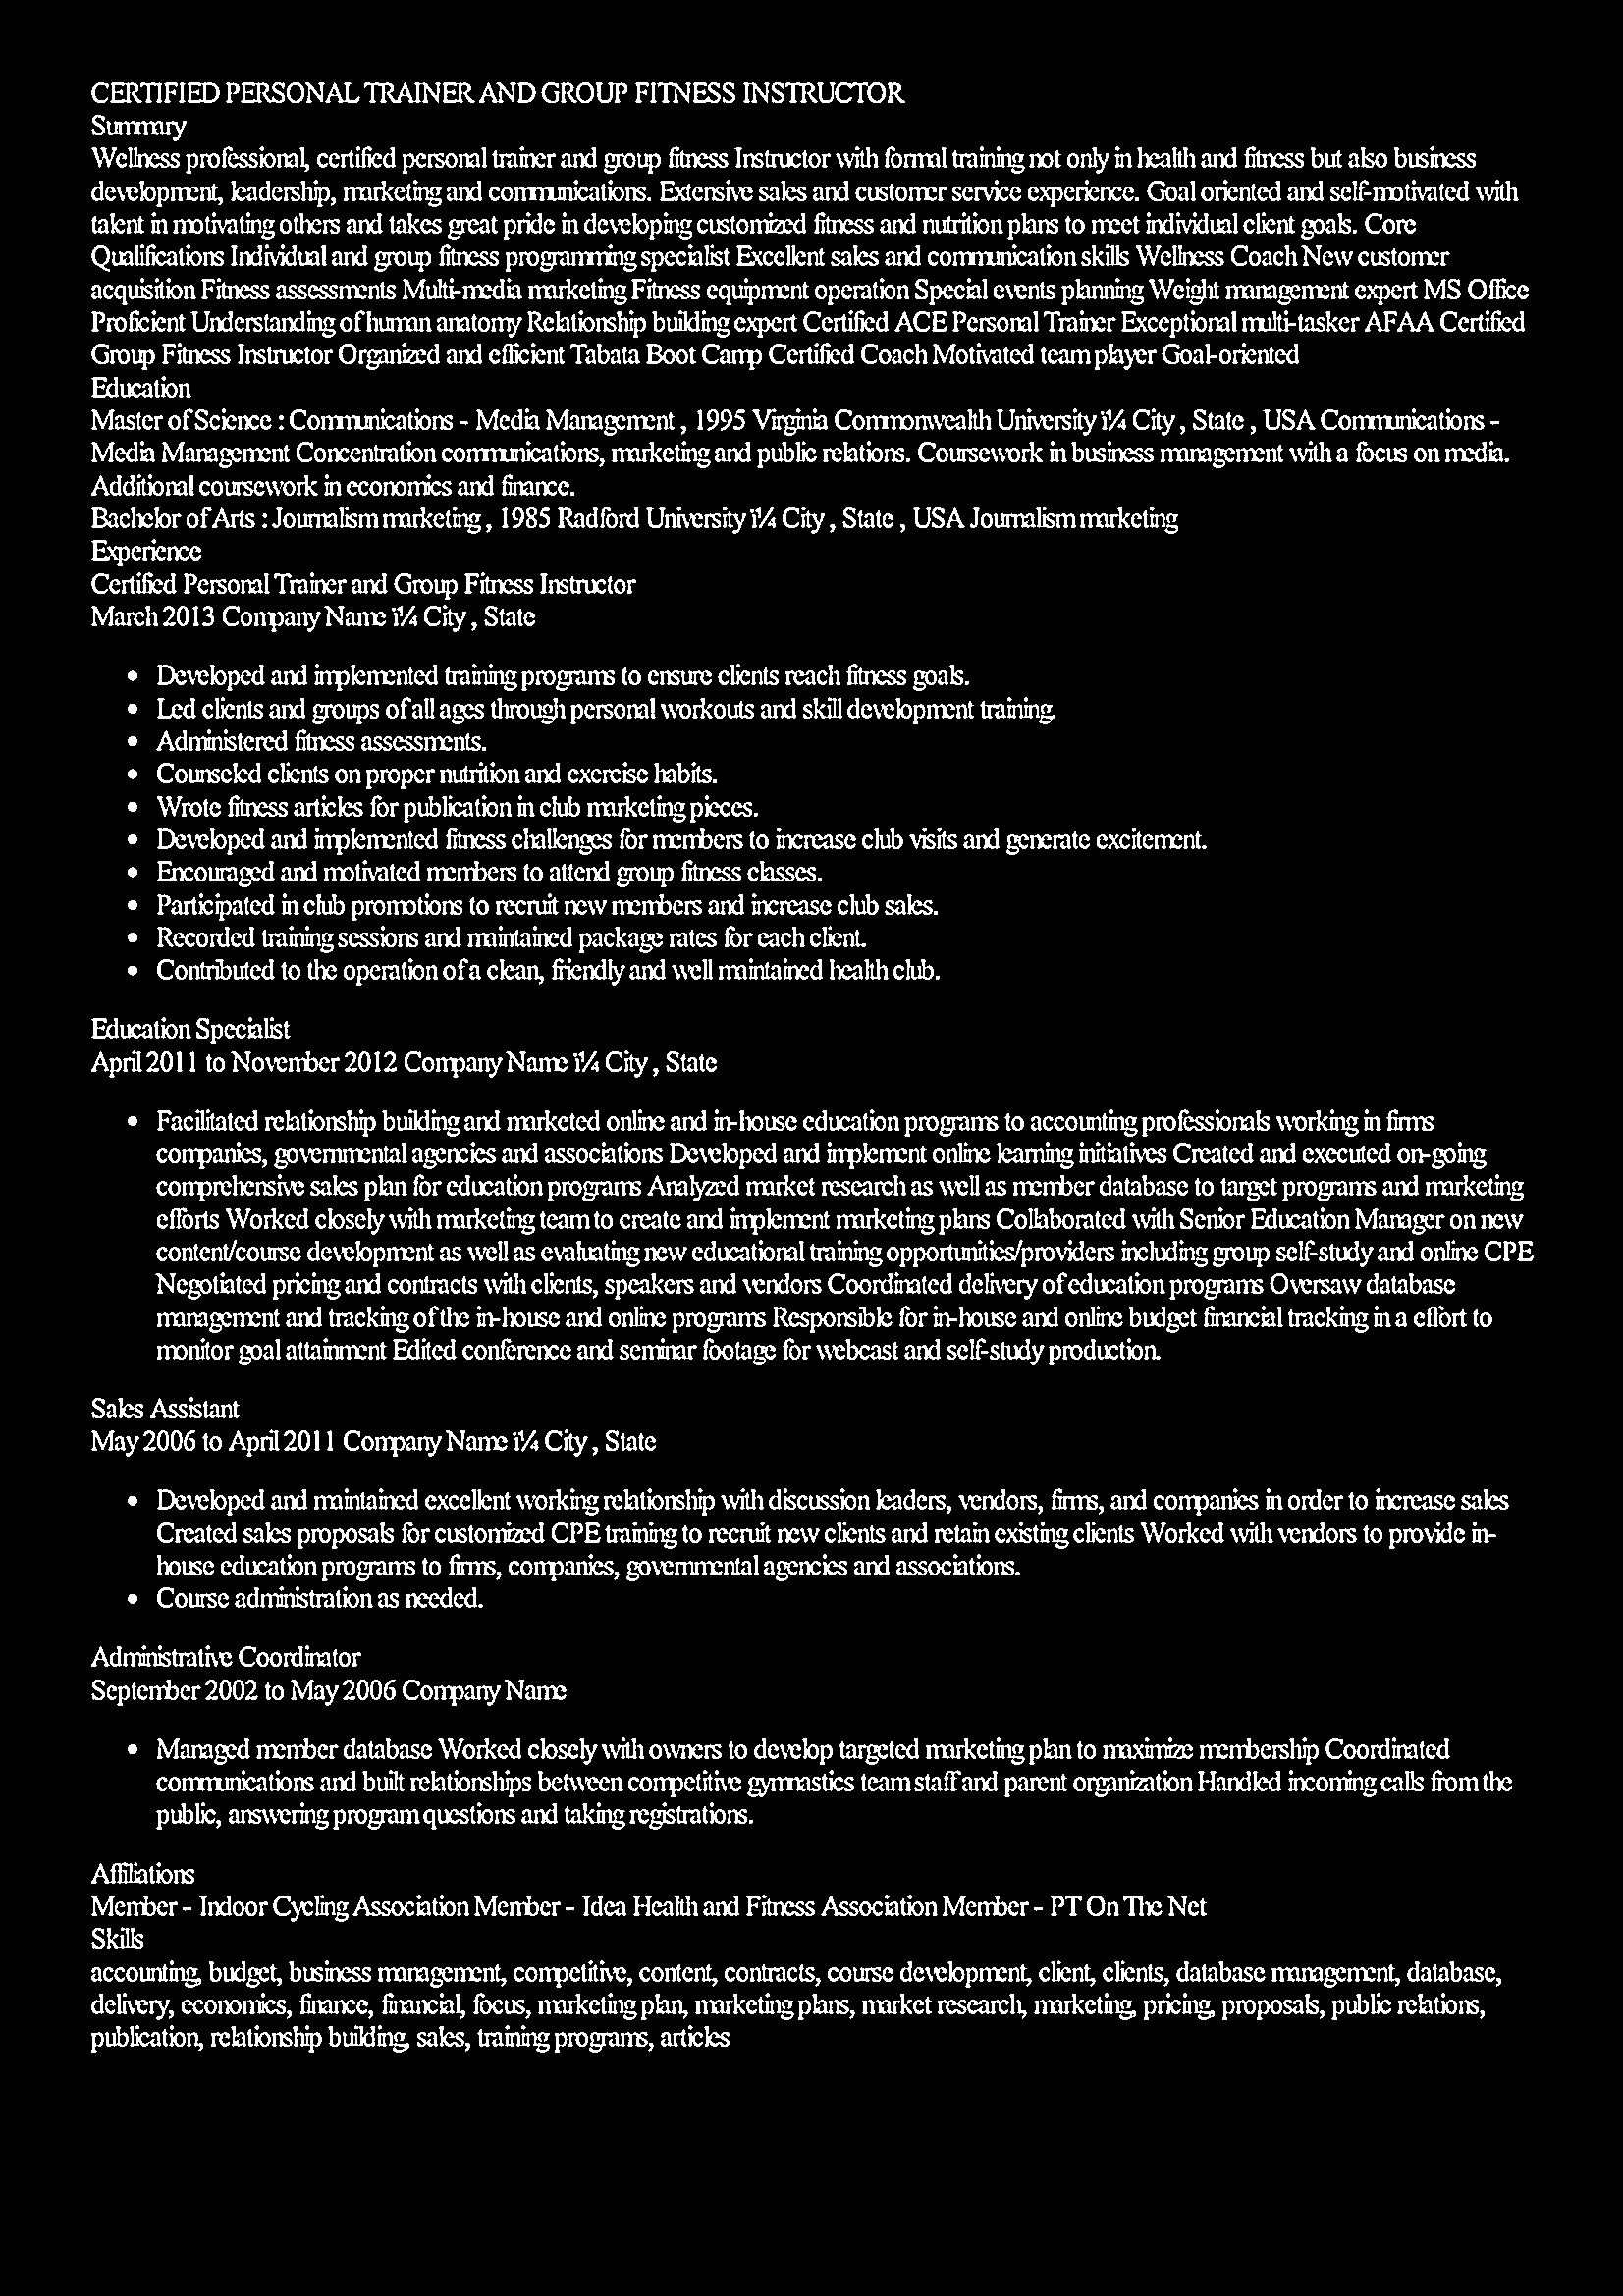 CERTIFIED PERSONAL TRAINER AND GROUP FITNESS INSTRUCTOR
Summary
Wellness professional, certified personal trainer and group fitness Instructor with formal training not only in health and fitness but also business
development, leadership, marketing and communications. Extensive sales and customer service experience. Goal oriented and self-motivated with
talent in motivating others and takes great pride in developing customized fitness and nutrition plans to meet individual client goals. Core
Qualifications Individual and group fitness programming specialist Excellent sales and communication skills Wellness Coach New customer
acquisition Fitness assessments Multi-media marketing Fitness equipment operation Special events planning Weight management expert MS Office
Proficient Understanding of human anatomy Relationship building expert Certified ACE Personal Trainer Exceptional multi-tasker AFAA Certified
Group Fitness Instructor Organized and efficient Tabata Boot Camp Certified Coach Motivated team player Goal-oriented
Education
Master of Science : Communications - Media Management , 1995 Virginia Commonwealth University ï¼ City , State , USA Communications -
Media Management Concentration communications, marketing and public relations. Coursework in business management with a focus on media.
Additional coursework in economics and finance.
Bachelor of Arts : Journalism marketing , 1985 Radford University ï¼ City , State , USA Journalism marketing
Experience
Certified Personal Trainer and Group Fitness Instructor
March 2013 Company Name ï¼ City , State
• Developed and implemented training programs to ensure clients reach fitness goals.
• Led clients and groups of all ages through personal workouts and skill development training.
• Administered fitness assessments.
• Counseled clients on proper nutrition and exercise habits.
• Wrote fitness articles for publication in club marketing pieces.
• Developed and implemented fitness challenges for members to increase club visits and generate excitement.
• Encouraged and motivated members to attend group fitness classes.
• Participated in club promotions to recruit new members and increase club sales.
• Recorded training sessions and maintained package rates for each client.
• Contributed to the operation of a clean, friendly and well maintained health club.
Education Specialist
April 2011 to November 2012 Company Name ï¼ City , State
• Facilitated relationship building and marketed online and in-house education programs to accounting professionals working in firms
companies, governmental agencies and associations Developed and implement online learning initiatives Created and executed on-going
comprehensive sales plan for education programs Analyzed market research as well as member database to target programs and marketing
efforts Worked closely with marketing team to create and implement marketing plans Collaborated with Senior Education Manager on new
content/course development as well as evaluating new educational training opportunities/providers including group self-study and online CPE
Negotiated pricing and contracts with clients, speakers and vendors Coordinated delivery of education programs Oversaw database
management and tracking of the in-house and online programs Responsible for in-house and online budget financial tracking in a effort to
monitor goal attainment Edited conference and seminar footage for webcast and self-study production.
Sales Assistant
May 2006 to April 2011 Company Name ï¼ City , State
• Developed and maintained excellent working relationship with discussion leaders, vendors, firms, and companies in order to increase sales
Created sales proposals for customized CPE training to recruit new clients and retain existing clients Worked with vendors to provide in-
house education programs to firms, companies, governmental agencies and associations.
• Course administration as needed.
Administrative Coordinator
September 2002 to May 2006 Company Name
• Managed member database Worked closely with owners to develop targeted marketing plan to maximize membership Coordinated
communications and built relationships between competitive gymnastics team staff and parent organization Handled incoming calls from the
public, answering program questions and taking registrations.
Affiliations
Member - Indoor Cycling Association Member - Idea Health and Fitness Association Member - PT On The Net
Skills
accounting, budget, business management, competitive, content, contracts, course development, client, clients, database management, database,
delivery, economics, finance, financial, focus, marketing plan, marketing plans, market research, marketing, pricing, proposals, public relations,
publication, relationship building, sales, training programs, articles